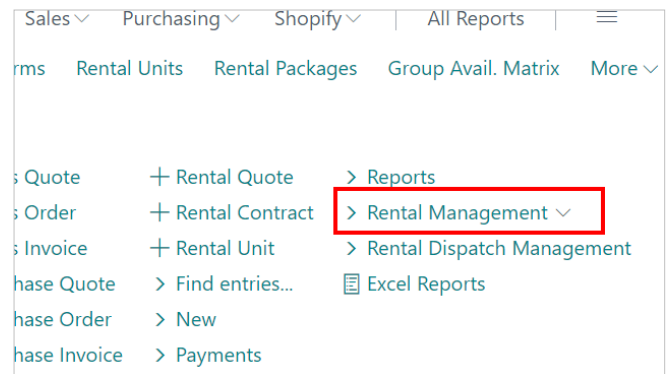 Sales Purchasing Shopify All Reports
rms Rental Units Rental Packages Group Avail. Matrix More
s Quote + Rental Quote > Reports
s Order + Rental Contract > Rental Management
s Invoice + Rental Unit > Rental Dispatch Management
hase Quote > Find entries... Excel Reports
hase Order > New
hase Invoice > Payments